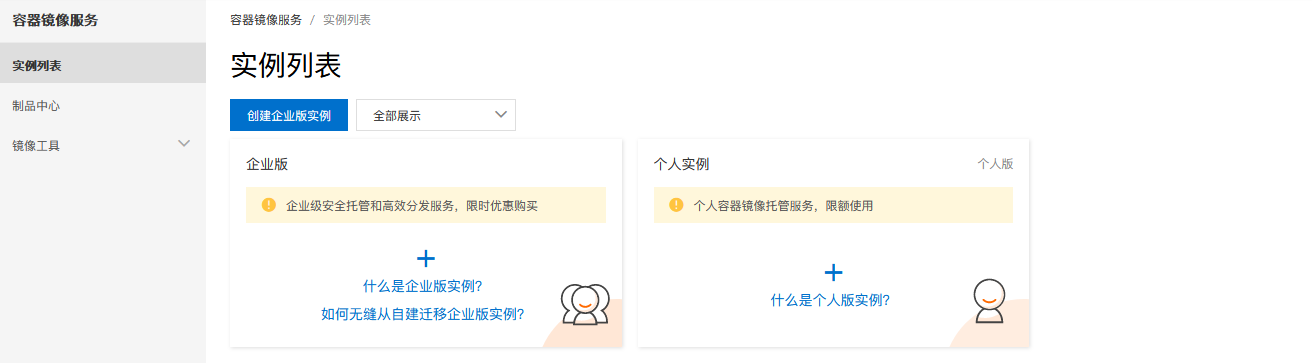 容器镜像服务
实例列表
制品中心
镜像工具
容器镜像服务 / 实例列表
实例列表
创建企业版实例
全部展示
企业版
企业级安全托管和高效分发服务，限时优惠购买
什么是企业版实例?
如何无缝从自建迁移企业版实例?
个人实例
个人版
个人容器镜像托管服务，限额使用
什么是个人版实例?